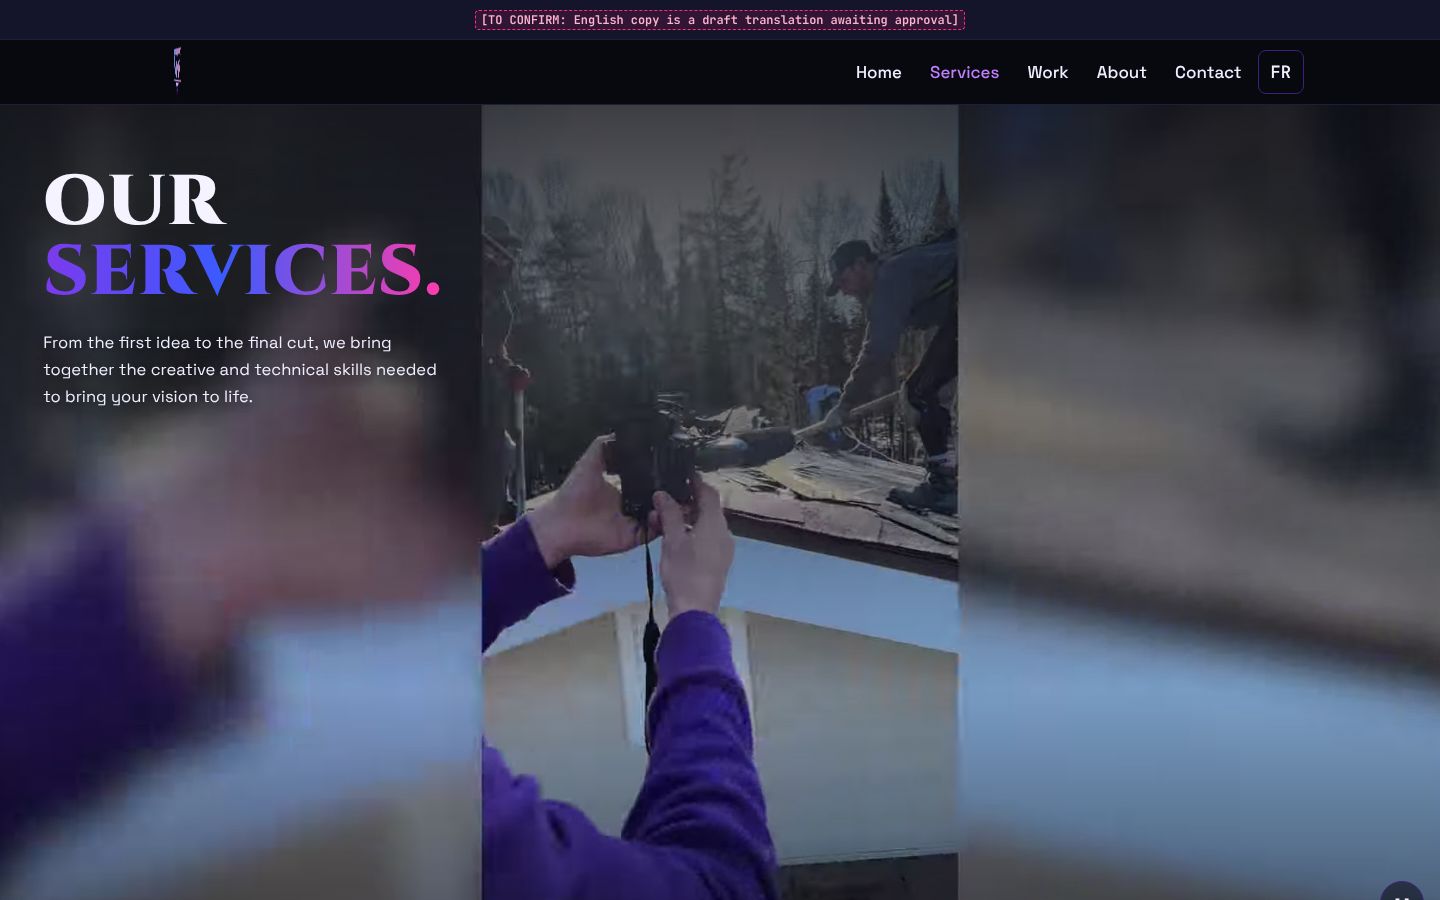 [TO CONFIRM: English copy is a draft translation awaiting approval]
Home Services Work About Contact FR
OUR
SERVICES.
From the first idea to the final cut, we bring
together the creative and technical skills needed
to bring your vision to life.